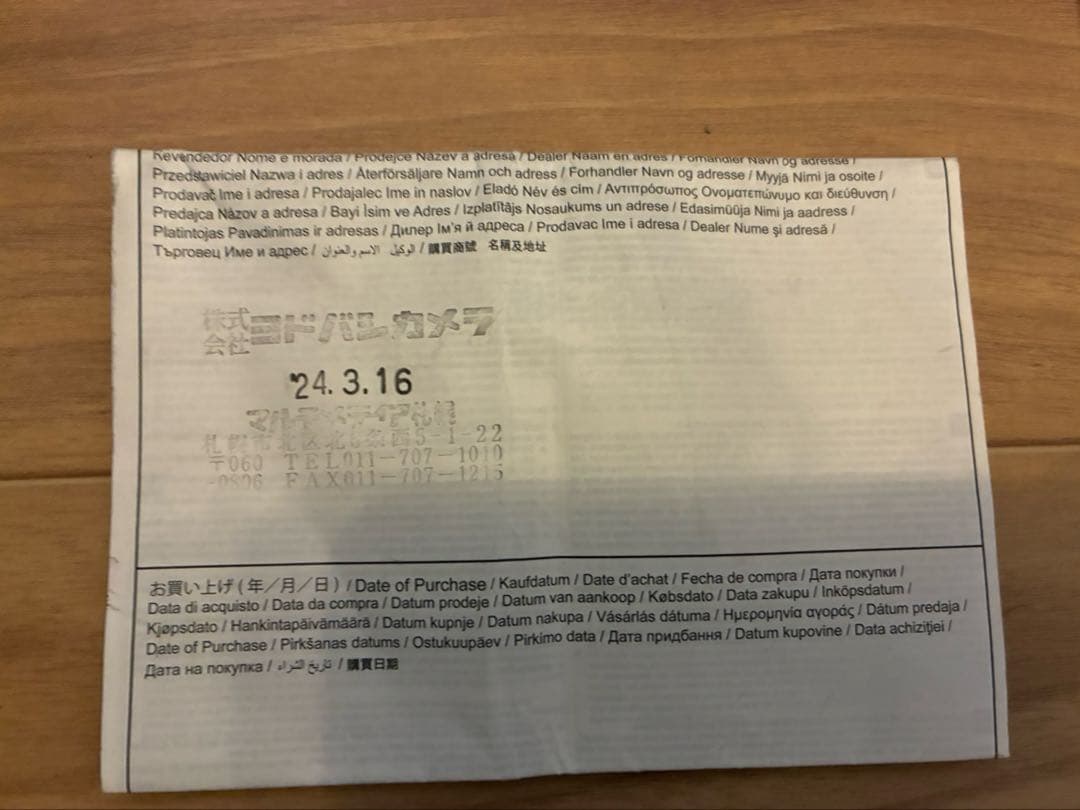 Revendedor Nome e morada / Prodejce Název a adresa / Dealer Naam en adres / Forhandler Navn og adresse /
Przedstawiciel Nazwa i adres / Återförsäljare Namn och adress / Forhandler Navn og adresse / Myyjä Nimi ja osoite /
Prodavač Ime i adresa / Prodajalec Ime in naslov / Eladó Név és cím / Αντιπρόσωπος Ονοματεπώνυμο και διεύθυνση /
Predajca Názov a adresa / Bayi İsim ve Adres / Izplatītājs Nosaukums un adrese / Edasimüüja Nimi ja aadress /
Platintojas Pavadinimas ir adresas / Дилер Ім'я й адреса / Prodavac Ime i adresa / Dealer Nume şi adresă /
Търговец Име и адрес / الوكيل الاسم والعنوان / 購買商號 名稱及地址
株式会社ヨドバシカメラ
'24.3.16
マルチメディア札幌
札幌市北区北6条西5-1-22
〒060 TEL011-707-1010
-0806 FAX011-707-1215
お買い上げ(年/月/日) / Date of Purchase / Kaufdatum / Date d'achat / Fecha de compra / Дата покупки /
Data di acquisto / Data da compra / Datum prodeje / Datum van aankoop / Købsdato / Data zakupu / Inköpsdatum /
Kjøpsdato / Hankintapäivämäärä / Datum kupnje / Datum nakupa / Vásárlás dátuma / Ημερομηνία αγοράς / Dátum predaja /
Date of Purchase / Pirkšanas datums / Ostukuupäev / Pirkimo data / Дата придбання / Datum kupovine / Data achiziţiei /
Дата на покупка / تاريخ الشراء / 購買日期